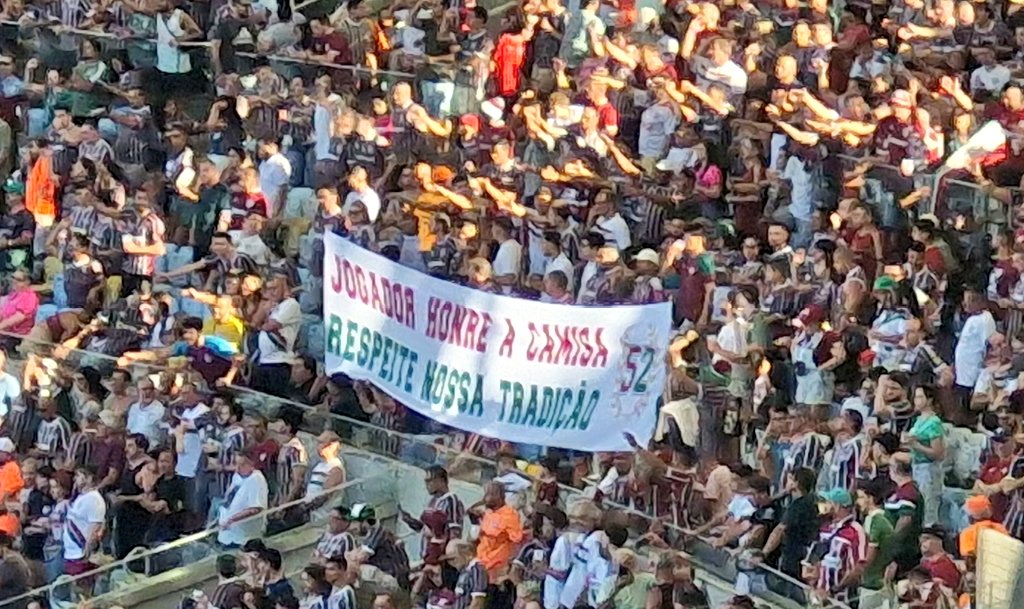 JOGADOR HONRE A CAMISA
RESPEITE NOSSA TRADIÇÃO
52